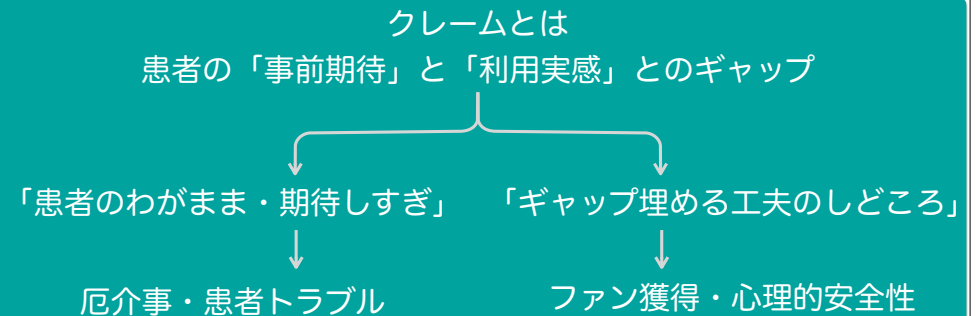 クレームとは
患者の「事前期待」と「利用実感」とのギャップ
「患者のわがまま・期待しすぎ」
「ギャップ埋める工夫のしどころ」
厄介事・患者トラブル
ファン獲得・心理的安全性